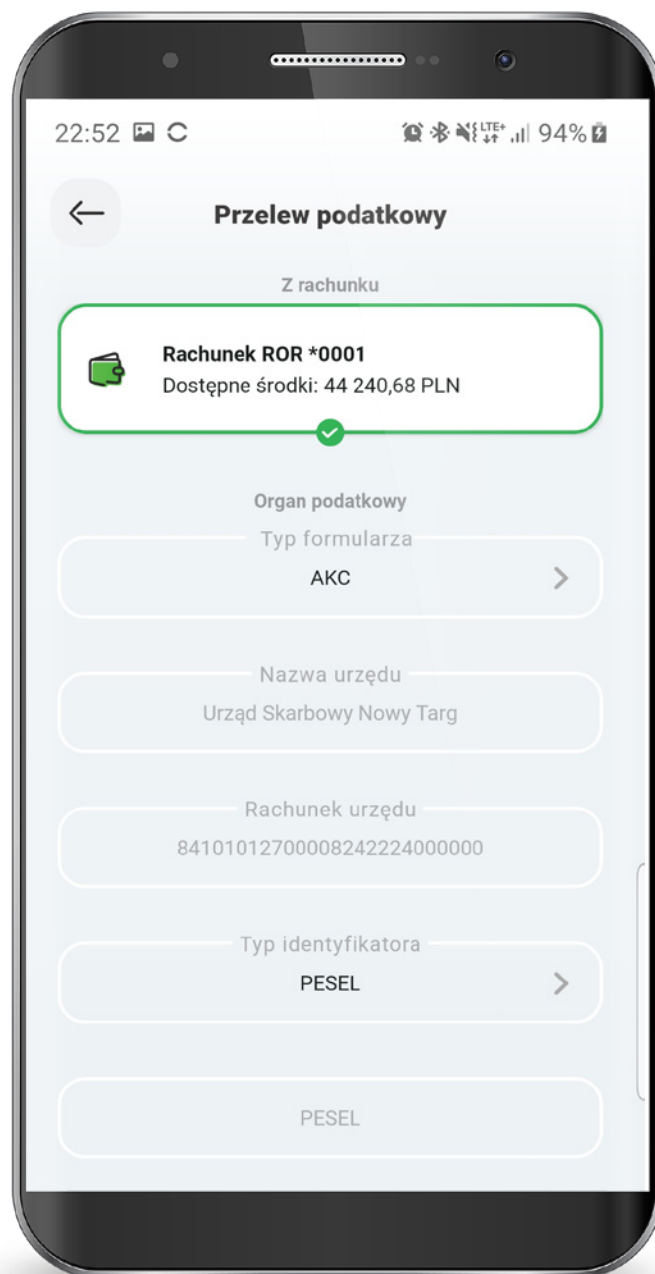 22:52 LTE+ 94%
Przelew podatkowy
Z rachunku
Rachunek ROR *0001
Dostępne środki: 44 240,68 PLN
Organ podatkowy
Typ formularza
AKC
Nazwa urzędu
Urząd Skarbowy Nowy Targ
Rachunek urzędu
84101012700008242224000000
Typ identyfikatora
PESEL
PESEL